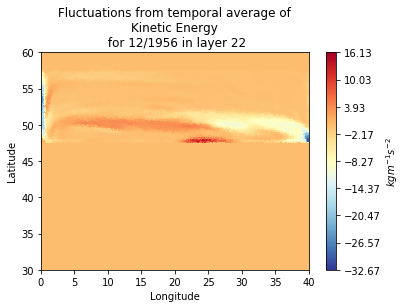 Fluctuations from temporal average of
Kinetic Energy
for 12/1956 in layer 22
60
55
50
45
40
35
30
Latitude
0 5 10 15 20 25 30 35 40
Longitude
16.13
10.03
3.93
−2.17
−8.27
−14.37
−20.47
−26.57
−32.67
kgm⁻¹s⁻²